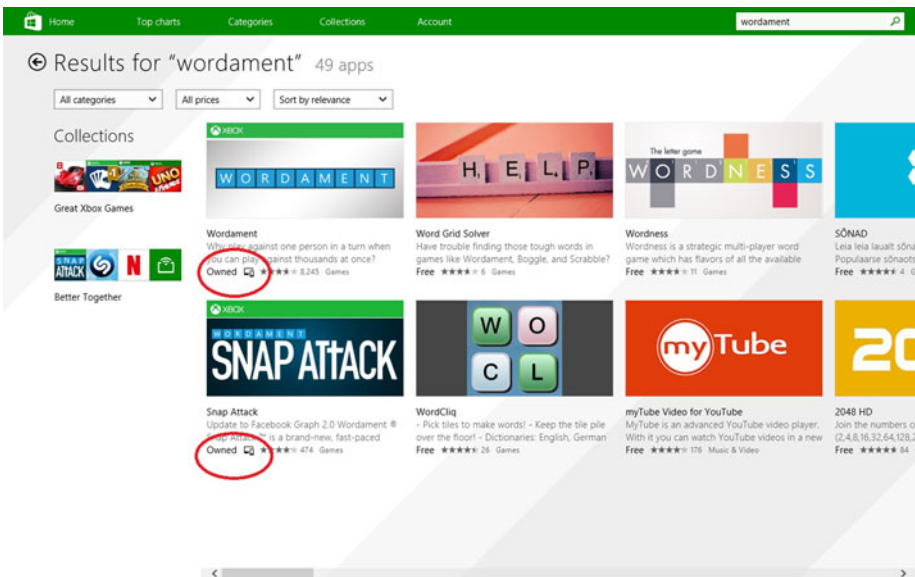 Home Top charts Categories Collections Account wordament
Results for "wordament" 49 apps
All categories All prices Sort by relevance
Collections
Great Xbox Games
Better Together
XBOX
WORDAMENT
Wordament
Why play against one person in a turn when
you can play against thousands at once?
Owned 8,245 Games
HELP
Word Grid Solver
Have trouble finding those tough words in
games like Wordament, Boggle, and Scrabble?
Free 6 Games
The letter game
WORDNESS
Wordness
Wordness is a strategic multi-player word
game which has flavors of all the available
Free 11 Games
SÕNAD
Leia leia laualt sõna
Populaarse sõnaots
Free 4 G
XBOX
WORDAMENT
SNAP ATTACK
Snap Attack
Update to Facebook Graph 2.0 Wordament ®
Snap Attack™ is a brand-new, fast-paced
Owned 474 Games
WO
CL
WordCliq
- Pick tiles to make words! - Keep the tile pile
over the floor! - Dictionaries: English, German
Free 26 Games
myTube
myTube Video for YouTube
MyTube is an advanced YouTube video player.
With it you can watch YouTube videos in a new
Free 176 Music & Video
20
2048 HD
Join the numbers o
(2,4,8,16,32,64,128,2
Free 84
UNO
SNAP
ATTACK
N